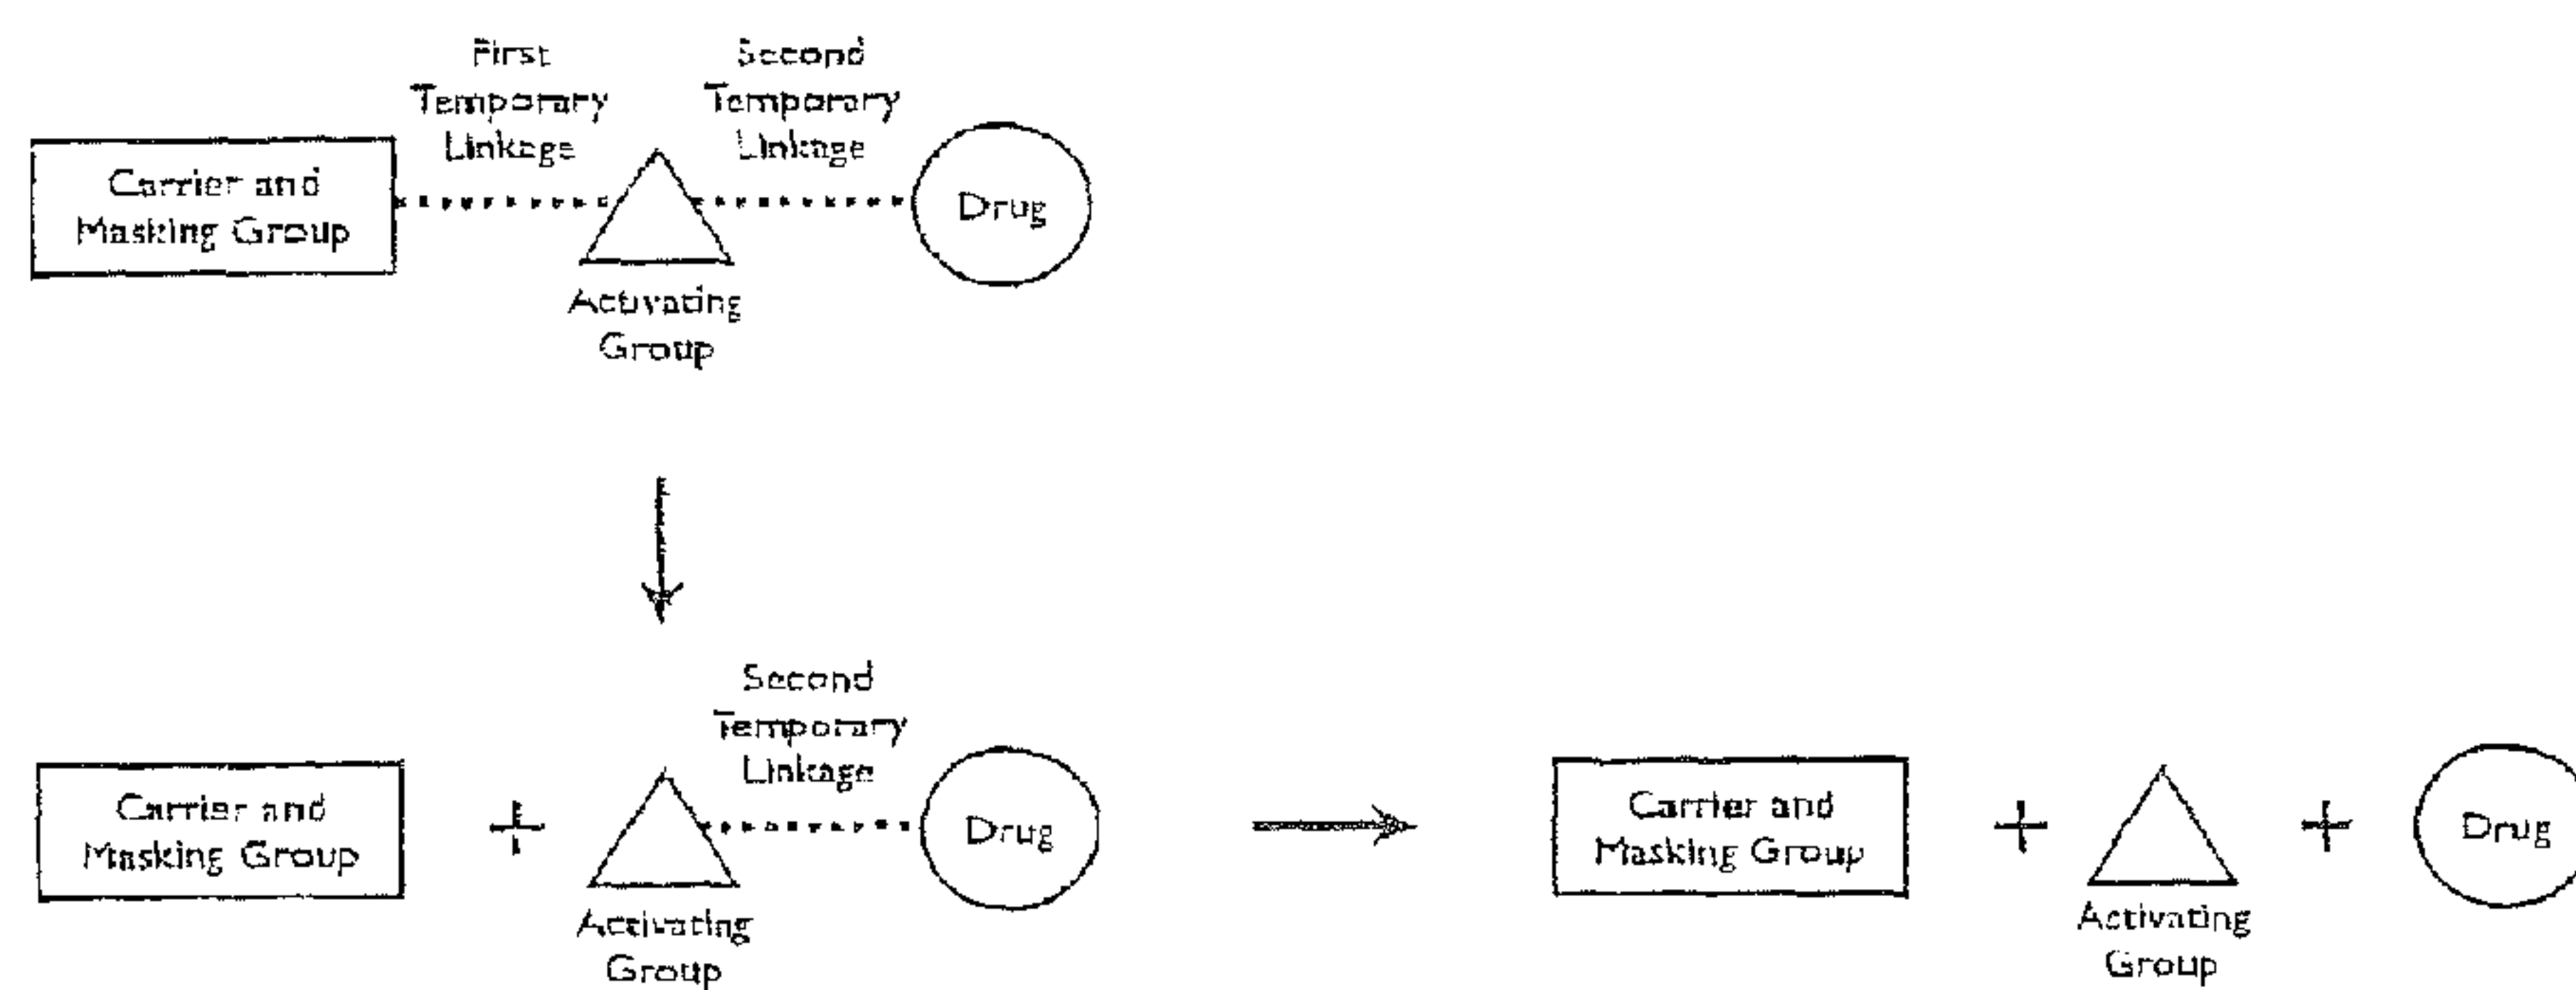 First
Temporary
Linkage
Second
Temporary
Linkage
Carrier and
Masking Group
Drug
Activating
Group
Second
Temporary
Linkage
Carrier and
Masking Group
+
Drug
Activating
Group
Carrier and
Masking Group
+
+
Drug
Activating
Group